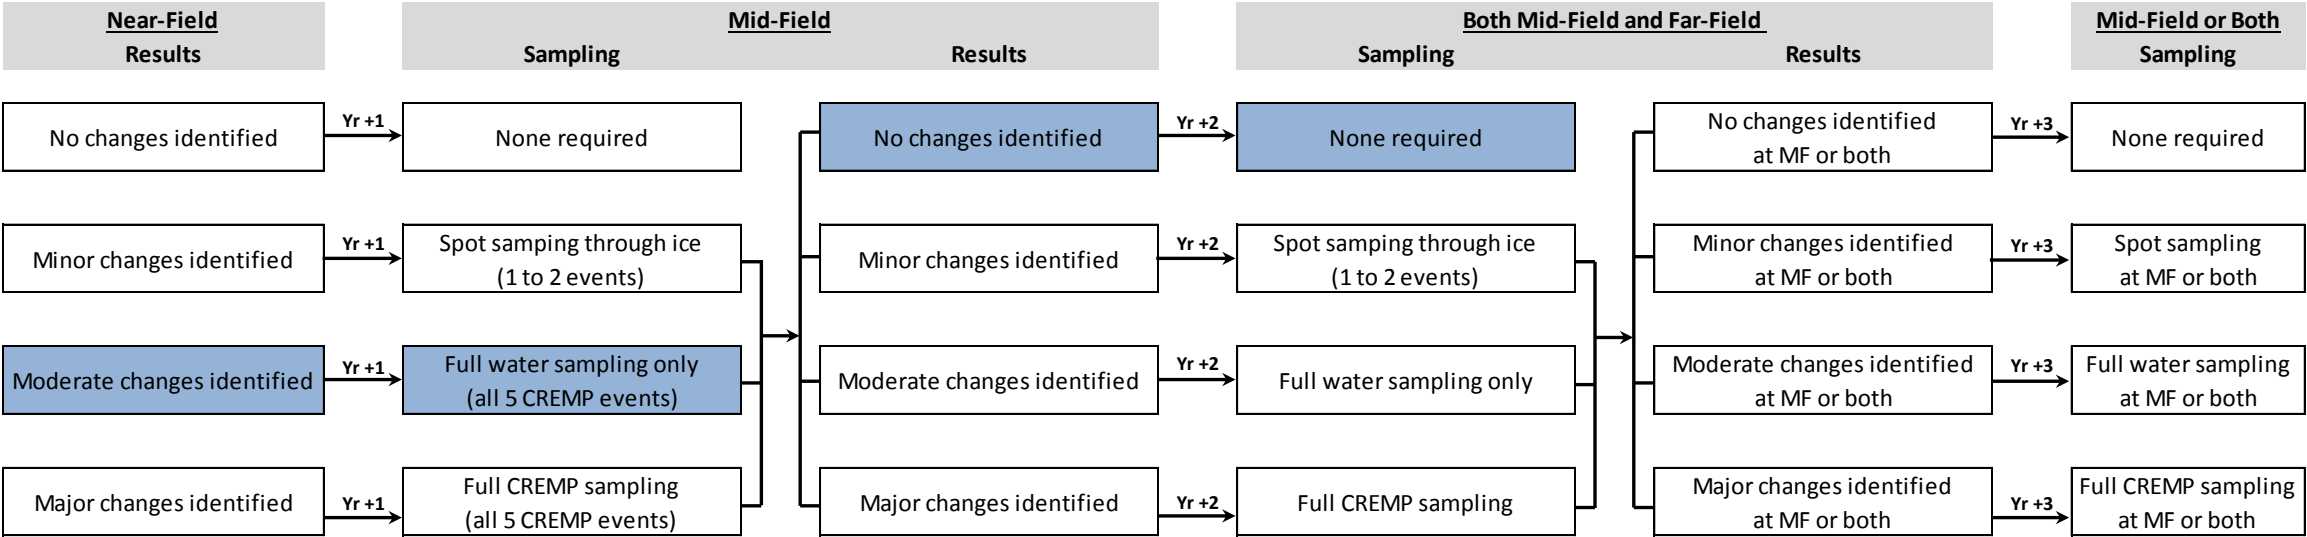 Near-Field
Results
Mid-Field
Sampling
Results
Both Mid-Field and Far-Field
Sampling
Results
Mid-Field or Both
Sampling
No changes identified
Yr +1
None required
No changes identified
Yr +2
None required
No changes identified
at MF or both
Yr +3
None required
Minor changes identified
Yr +1
Spot samping through ice
(1 to 2 events)
Minor changes identified
Yr +2
Spot samping through ice
(1 to 2 events)
Minor changes identified
at MF or both
Yr +3
Spot sampling
at MF or both
Moderate changes identified
Yr +1
Full water sampling only
(all 5 CREMP events)
Moderate changes identified
Yr +2
Full water sampling only
Moderate changes identified
at MF or both
Yr +3
Full water sampling
at MF or both
Major changes identified
Yr +1
Full CREMP sampling
(all 5 CREMP events)
Major changes identified
Yr +2
Full CREMP sampling
Major changes identified
at MF or both
Yr +3
Full CREMP sampling
at MF or both